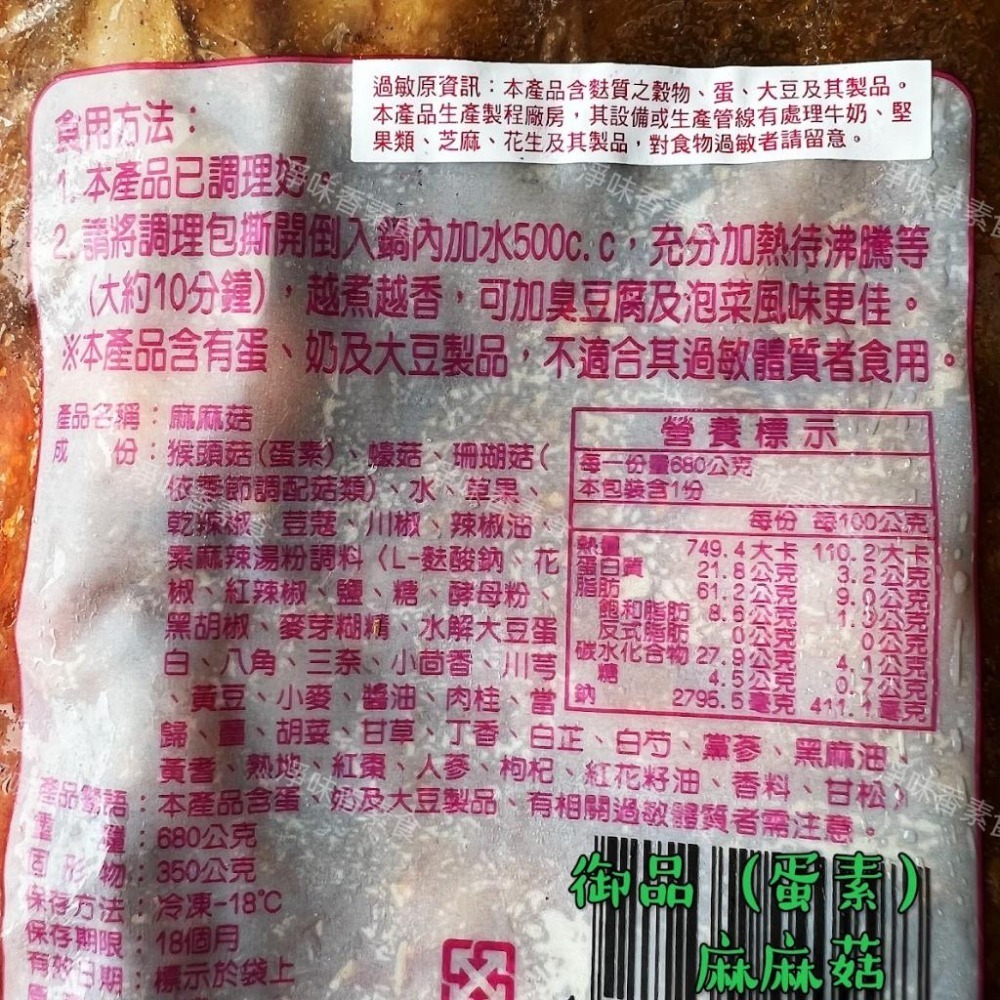 過敏原資訊：本產品含麩質之穀物、蛋、大豆及其製品。
本產品生產製程廠房，其設備或生產管線有處理牛奶、堅
果類、芝麻、花生及其製品，對食物過敏者請留意。
食用方法：
1. 本產品已調理好。
2. 請將調理包撕開倒入鍋內加水500c.c，充分加熱待沸騰等
(大約10分鐘)，越煮越香，可加臭豆腐及泡菜風味更佳。
※本產品含有蛋、奶及大豆製品，不適合其過敏體質者食用。
產品名稱：麻麻菇
成 份：猴頭菇(蛋素)、蠔菇、珊瑚菇(
依季節調配菇類)、水、草果、
乾辣椒、荳蔻、川椒、辣椒油、
素麻辣湯粉調料(L-麩酸鈉、花
椒、紅辣椒、鹽、糖、酵母粉、
黑胡椒、麥芽糊精、水解大豆蛋
白、八角、三奈、小茴香、川芎
、黃豆、小麥、醬油、肉桂、當
歸、薑、胡荽、甘草、丁香、白芷、白芍、黨蔘、黑麻油、
黃耆、熟地、紅棗、人蔘、枸杞、紅花籽油、香料、甘松)
產品警語：本產品含蛋、奶及大豆製品、有相關過敏體質者需注意。
重 量：680公克
固 形 物：350公克
保存方法：冷凍-18℃
保存期限：18個月
有效日期：標示於袋上
營養標示
每一份量680公克
本包裝含1份
每份 每100公克
熱量 749.4大卡 110.2大卡
蛋白質 21.8公克 3.2公克
脂肪 61.2公克 9.0公克
飽和脂肪 8.6公克 1.3公克
反式脂肪 0公克 0公克
碳水化合物 27.9公克 4.1公克
糖 4.5公克 0.7公克
鈉 2795.5毫克 411.1毫克
御品（蛋素）
麻麻菇
淨味香素食